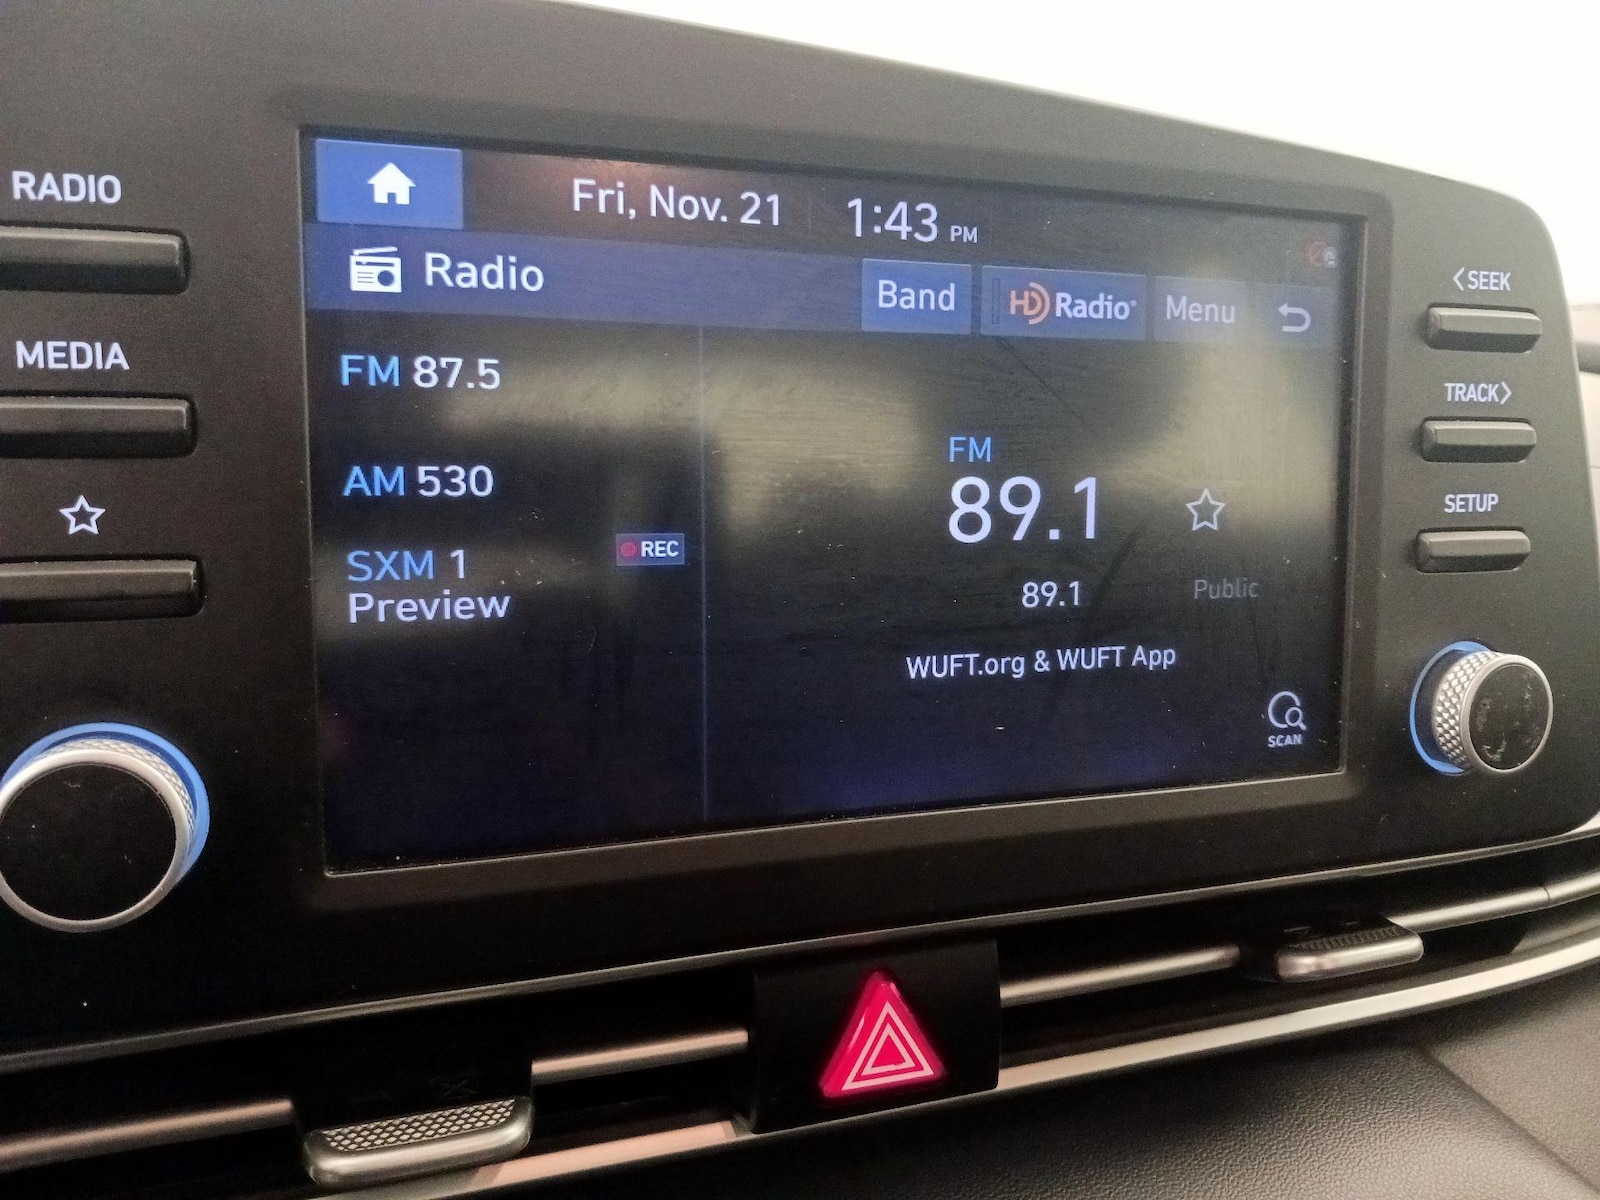 RADIO
MEDIA
Fri, Nov. 21 1:43 PM
Radio
Band
HD Radio
Menu
FM 87.5
AM 530
SXM 1
Preview
REC
FM
89.1
89.1
Public
WUFT.org & WUFT App
SCAN
<SEEK
TRACK>
SETUP